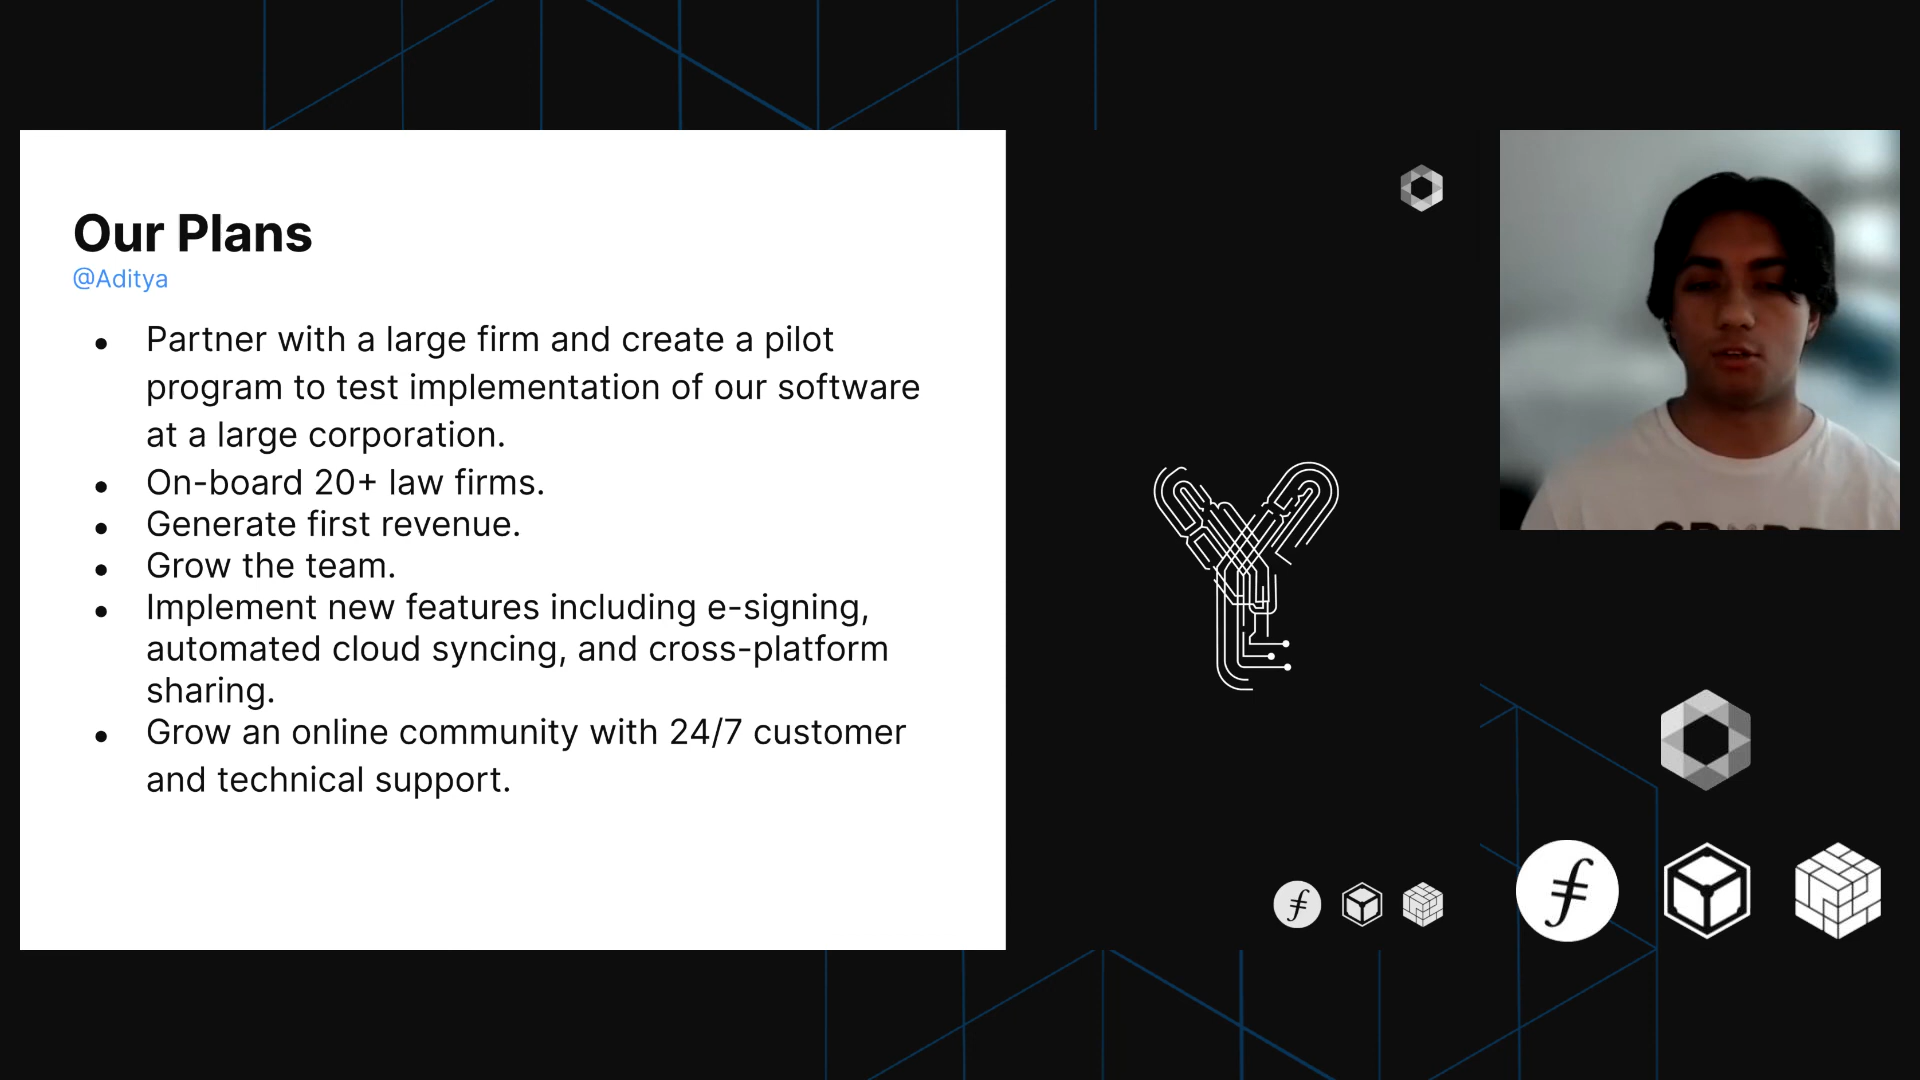 Our Plans
@Aditya
• Partner with a large firm and create a pilot
program to test implementation of our software
at a large corporation.
• On-board 20+ law firms.
• Generate first revenue.
• Grow the team.
• Implement new features including e-signing,
automated cloud syncing, and cross-platform
sharing.
• Grow an online community with 24/7 customer
and technical support.